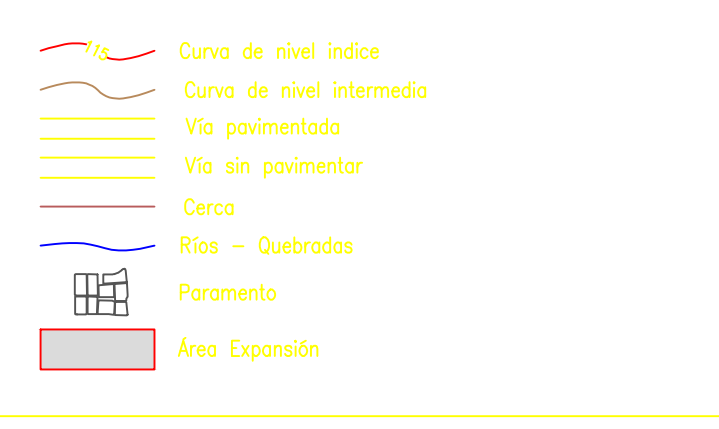 115
Curva de nivel indice
Curva de nivel intermedia
Vía pavimentada
Vía sin pavimentar
Cerca
Ríos - Quebradas
Paramento
Área Expansión